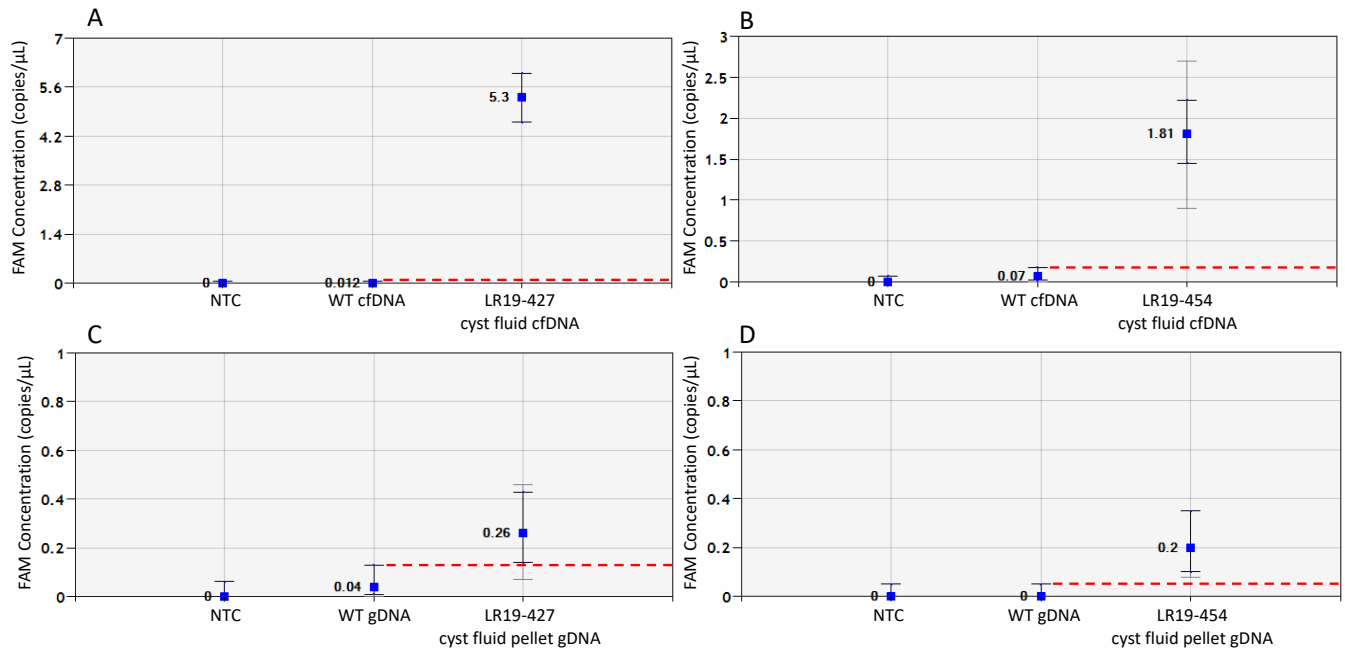 A
FAM Concentration (copies/µL)
7
5.6
4.2
2.8
1.4
0
0
0.012
5.3
NTC
WT cfDNA
LR19-427
cyst fluid cfDNA
B
FAM Concentration (copies/µL)
3
2.5
2
1.5
1
0.5
0
0
0.07
1.81
NTC
WT cfDNA
LR19-454
cyst fluid cfDNA
C
FAM Concentration (copies/µL)
1
0.8
0.6
0.4
0.2
0
0
0.04
0.26
NTC
WT gDNA
LR19-427
cyst fluid pellet gDNA
D
FAM Concentration (copies/µL)
1
0.8
0.6
0.4
0.2
0
0
0
0.2
NTC
WT gDNA
LR19-454
cyst fluid pellet gDNA